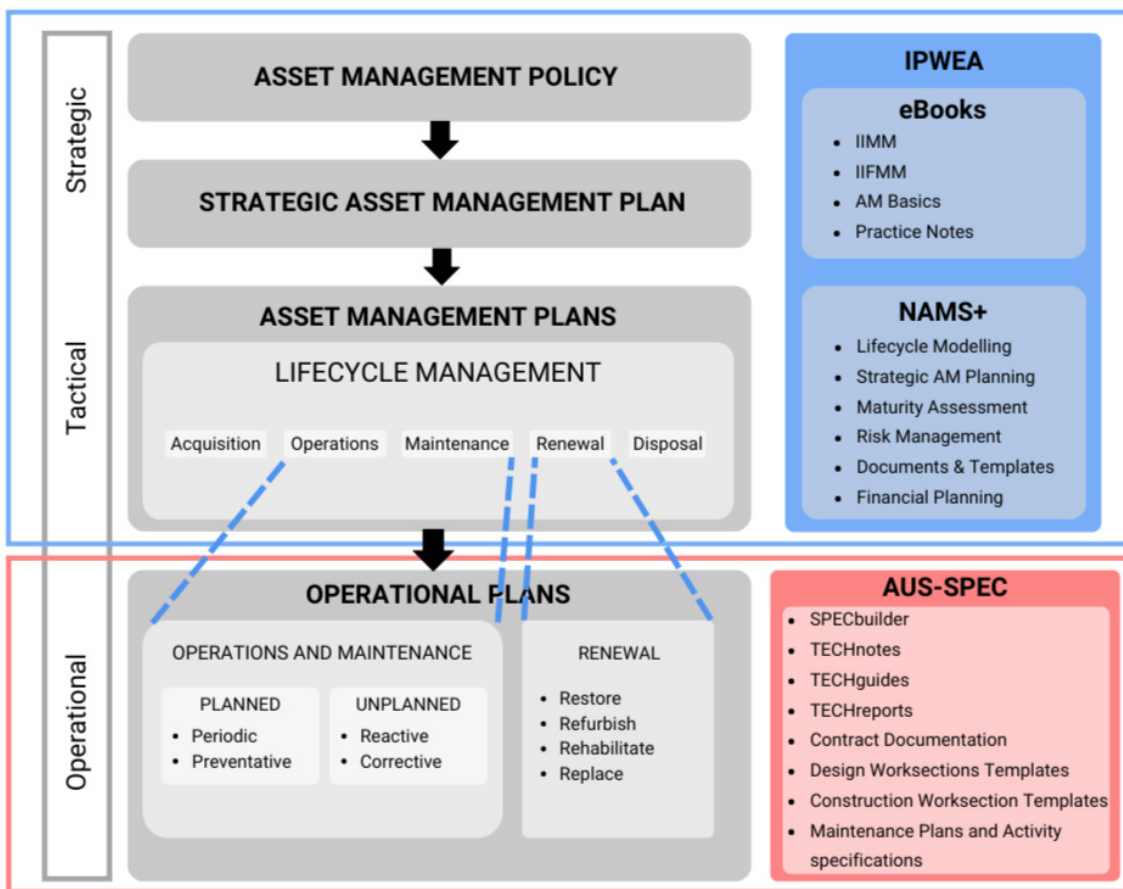 Strategic
Tactical
Operational
ASSET MANAGEMENT POLICY
STRATEGIC ASSET MANAGEMENT PLAN
ASSET MANAGEMENT PLANS
LIFECYCLE MANAGEMENT
Acquisition
Operations
Maintenance
Renewal
Disposal
OPERATIONAL PLANS
OPERATIONS AND MAINTENANCE
PLANNED
• Periodic
• Preventative
UNPLANNED
• Reactive
• Corrective
RENEWAL
• Restore
• Refurbish
• Rehabilitate
• Replace
IPWEA
eBooks
• IIMM
• IIFMM
• AM Basics
• Practice Notes
NAMS+
• Lifecycle Modelling
• Strategic AM Planning
• Maturity Assessment
• Risk Management
• Documents & Templates
• Financial Planning
AUS-SPEC
• SPECbuilder
• TECHnotes
• TECHguides
• TECHreports
• Contract Documentation
• Design Worksections Templates
• Construction Worksection Templates
• Maintenance Plans and Activity
specifications